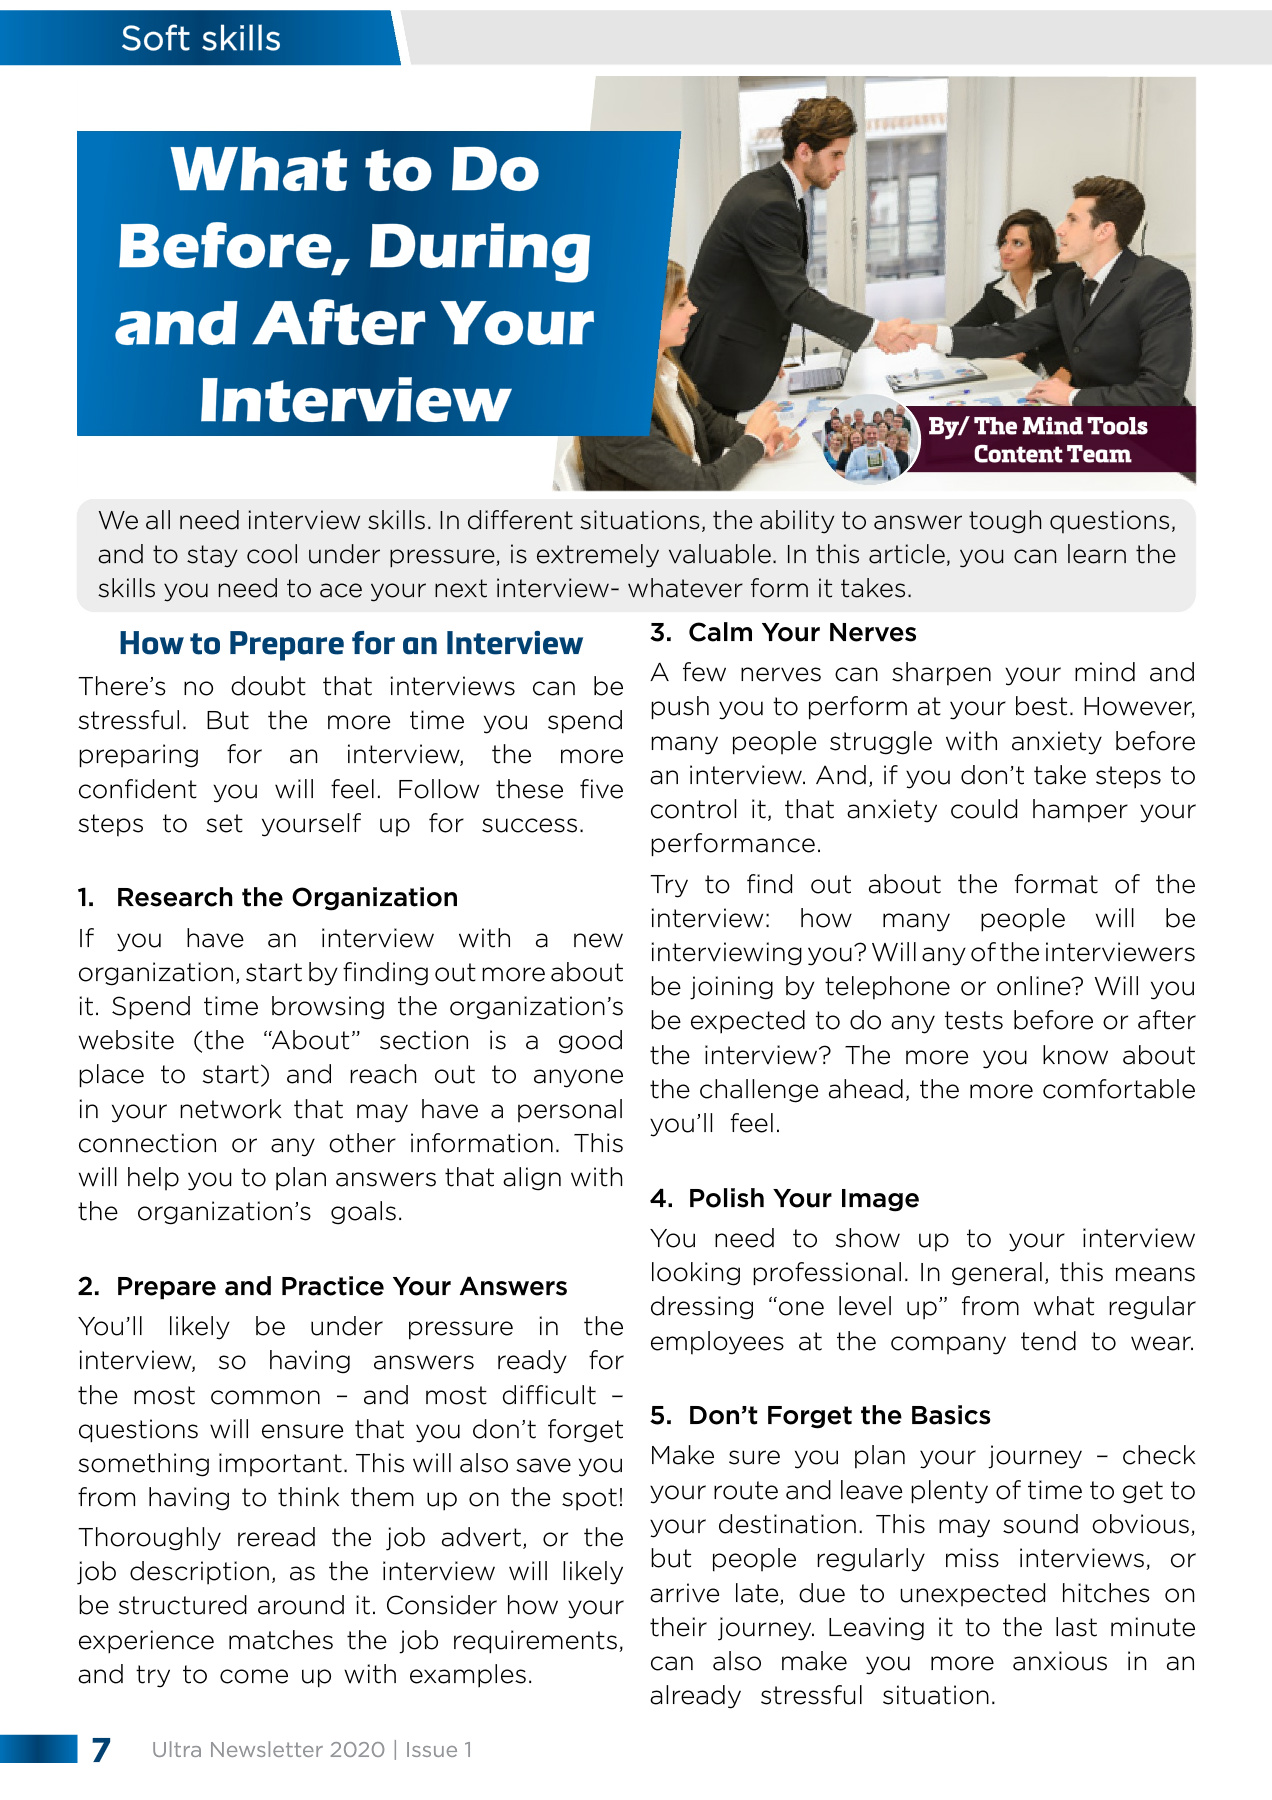 Soft skills
What to Do
Before, During
and After Your
Interview
By/ The Mind Tools
Content Team
We all need interview skills. In different situations, the ability to answer tough questions,
and to stay cool under pressure, is extremely valuable. In this article, you can learn the
skills you need to ace your next interview- whatever form it takes.
How to Prepare for an Interview
There’s no doubt that interviews can be
stressful. But the more time you spend
preparing for an interview, the more
confident you will feel. Follow these five
steps to set yourself up for success.
1. Research the Organization
If you have an interview with a new
organization, start by finding out more about
it. Spend time browsing the organization’s
website (the “About” section is a good
place to start) and reach out to anyone
in your network that may have a personal
connection or any other information. This
will help you to plan answers that align with
the organization’s goals.
2. Prepare and Practice Your Answers
You’ll likely be under pressure in the
interview, so having answers ready for
the most common – and most difficult –
questions will ensure that you don’t forget
something important. This will also save you
from having to think them up on the spot!
Thoroughly reread the job advert, or the
job description, as the interview will likely
be structured around it. Consider how your
experience matches the job requirements,
and try to come up with examples.
3. Calm Your Nerves
A few nerves can sharpen your mind and
push you to perform at your best. However,
many people struggle with anxiety before
an interview. And, if you don’t take steps to
control it, that anxiety could hamper your
performance.
Try to find out about the format of the
interview: how many people will be
interviewing you? Will any of the interviewers
be joining by telephone or online? Will you
be expected to do any tests before or after
the interview? The more you know about
the challenge ahead, the more comfortable
you’ll feel.
4. Polish Your Image
You need to show up to your interview
looking professional. In general, this means
dressing “one level up” from what regular
employees at the company tend to wear.
5. Don’t Forget the Basics
Make sure you plan your journey – check
your route and leave plenty of time to get to
your destination. This may sound obvious,
but people regularly miss interviews, or
arrive late, due to unexpected hitches on
their journey. Leaving it to the last minute
can also make you more anxious in an
already stressful situation.
7 Ultra Newsletter 2020 | Issue 1